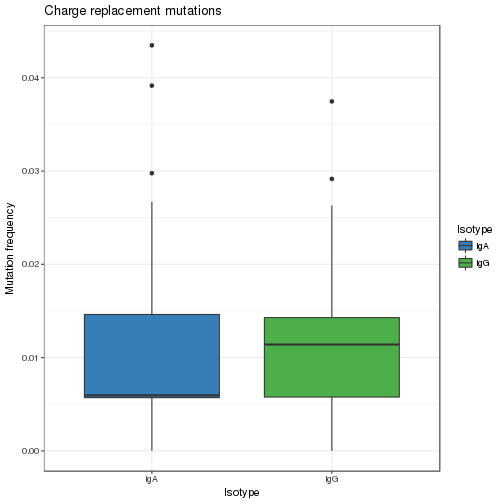 Charge replacement mutations
0.04
0.03
0.02
0.01
0.00
Mutation frequency
IgA
IgG
Isotype
Isotype
IgA
IgG